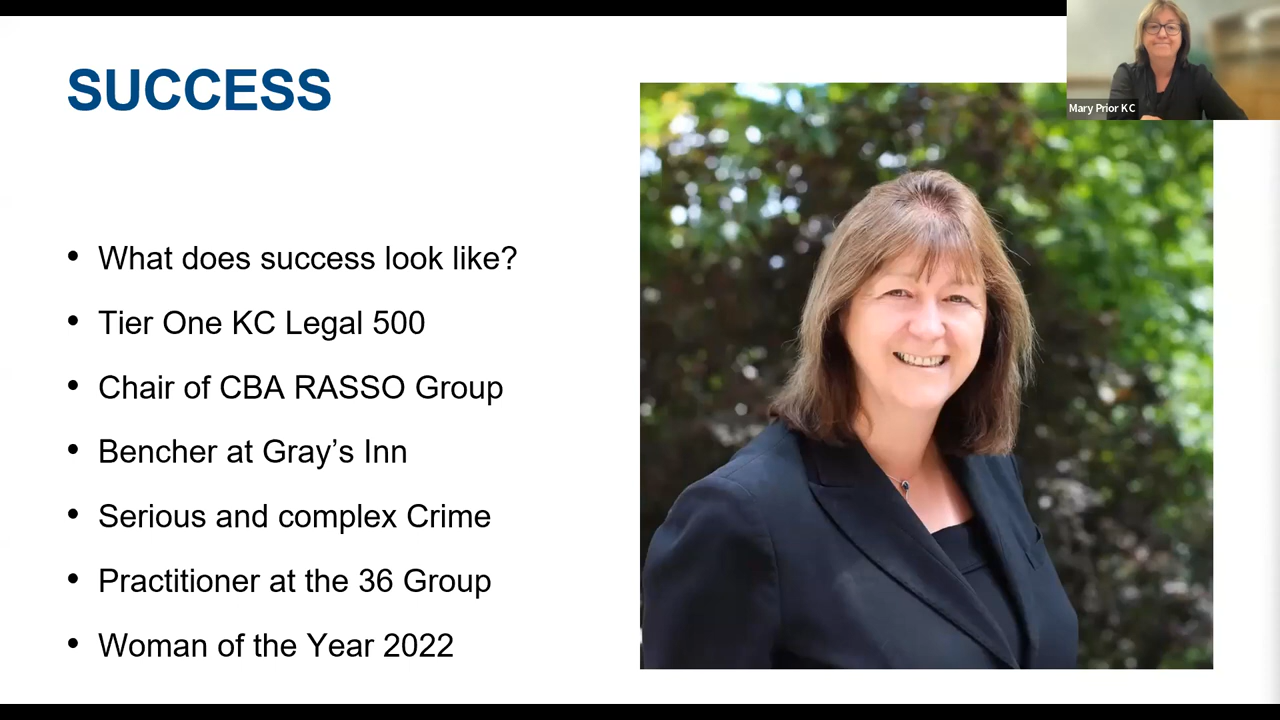 SUCCESS
Mary Prior KC
• What does success look like?
• Tier One KC Legal 500
• Chair of CBA RASSO Group
• Bencher at Gray’s Inn
• Serious and complex Crime
• Practitioner at the 36 Group
• Woman of the Year 2022